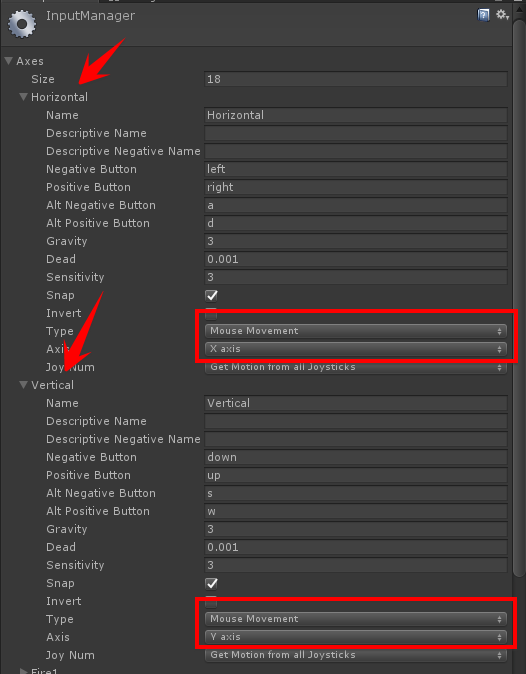 InputManager
Axes
Size 18
Horizontal
Name Horizontal
Descriptive Name
Descriptive Negative Name
Negative Button left
Positive Button right
Alt Negative Button a
Alt Positive Button d
Gravity 3
Dead 0.001
Sensitivity 3
Snap
Invert
Type Mouse Movement
Axis X axis
Joy Num Get Motion from all Joysticks
Vertical
Name Vertical
Descriptive Name
Descriptive Negative Name
Negative Button down
Positive Button up
Alt Negative Button s
Alt Positive Button w
Gravity 3
Dead 0.001
Sensitivity 3
Snap
Invert
Type Mouse Movement
Axis Y axis
Joy Num Get Motion from all Joysticks
Fire1